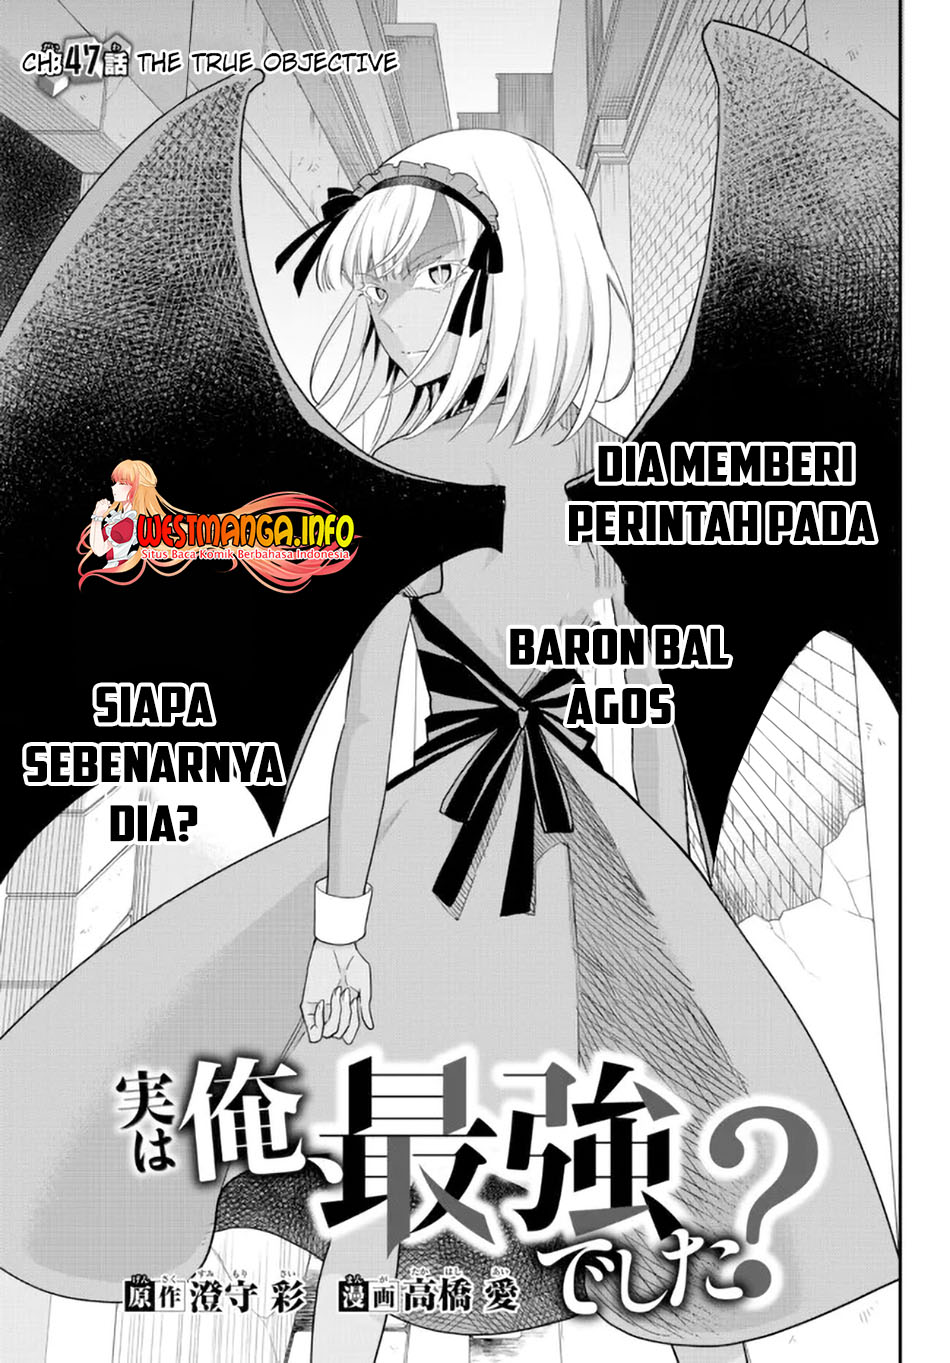 CH:47話 THE TRUE OBJECTIVE
DIA MEMBERI
PERINTAH PADA
WESTMANGA.INFO
Situs Baca Komik Berbahasa Indonesia
BARON BAL
AGOS
SIAPA
SEBENARNYA
DIA?
実は俺、最強でした?
原作 澄守 彩 漫画 高橋 愛